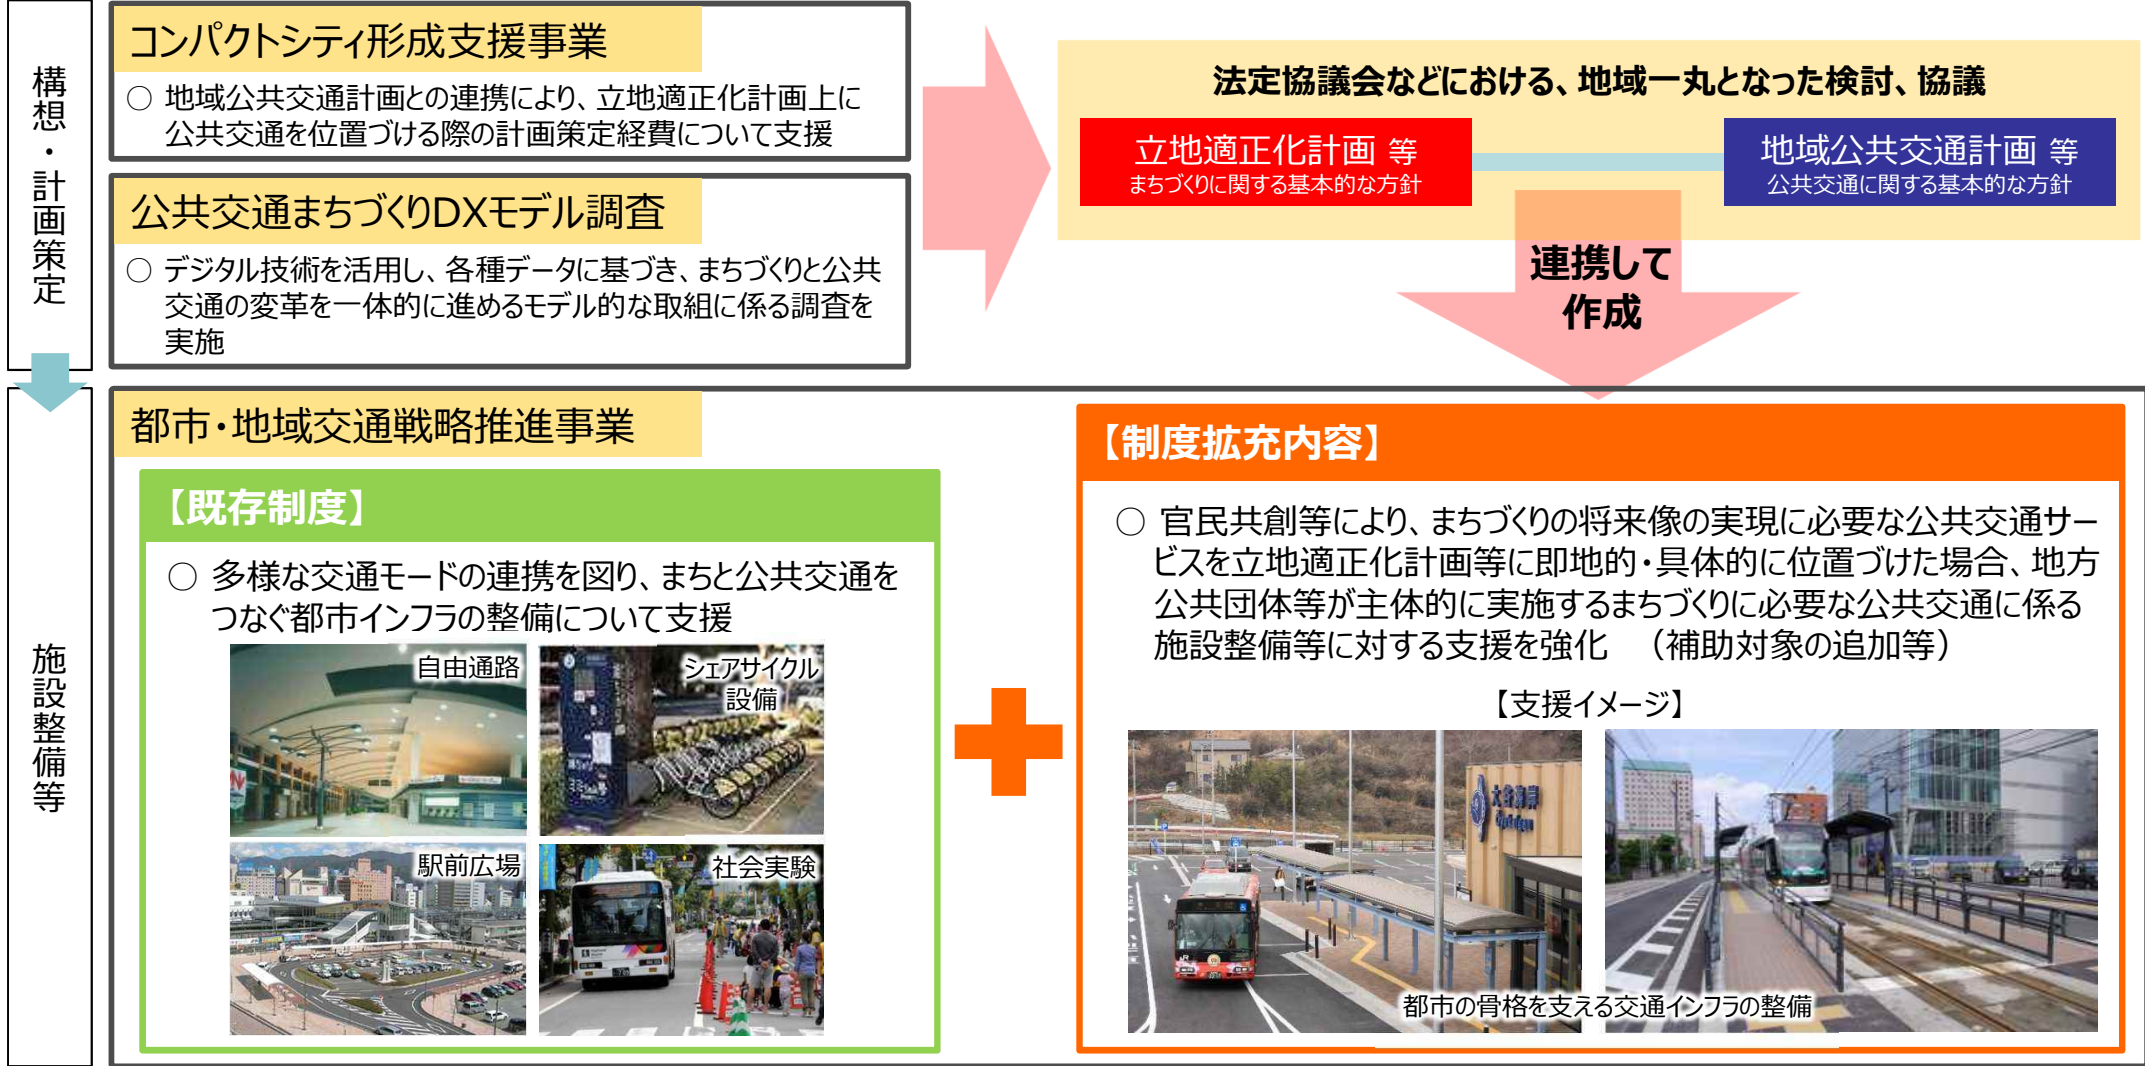 構想・計画策定
コンパクトシティ形成支援事業
○ 地域公共交通計画との連携により、立地適正化計画上に
公共交通を位置づける際の計画策定経費について支援
公共交通まちづくりDXモデル調査
○ デジタル技術を活用し、各種データに基づき、まちづくりと公共
交通の変革を一体的に進めるモデル的な取組に係る調査を
実施
法定協議会などにおける、地域一丸となった検討、協議
立地適正化計画 等
まちづくりに関する基本的な方針
地域公共交通計画 等
公共交通に関する基本的な方針
連携して
作成
施設整備等
都市・地域交通戦略推進事業
【既存制度】
○ 多様な交通モードの連携を図り、まちと公共交通を
つなぐ都市インフラの整備について支援
自由通路
シェアサイクル
設備
駅前広場
社会実験
【制度拡充内容】
○ 官民共創等により、まちづくりの将来像の実現に必要な公共交通サー
ビスを立地適正化計画等に即地的・具体的に位置づけた場合、地方
公共団体等が主体的に実施するまちづくりに必要な公共交通に係る
施設整備等に対する支援を強化 （補助対象の追加等）
【支援イメージ】
大谷海岸
都市の骨格を支える交通インフラの整備